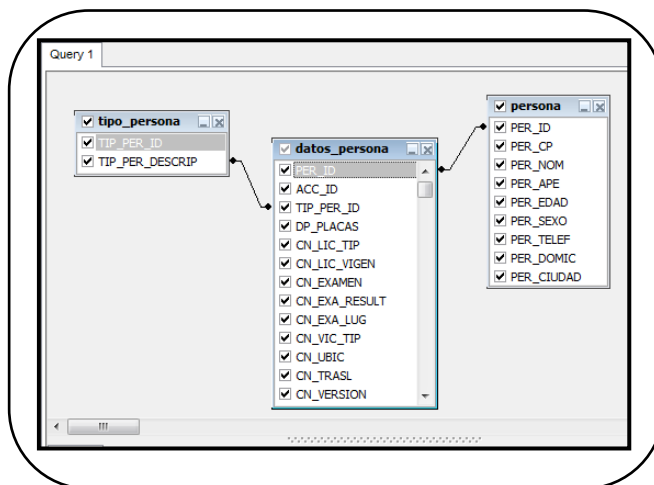 Query 1
tipo_persona
TIP_PER_ID
TIP_PER_DESCRIP
datos_persona
PER_ID
ACC_ID
TIP_PER_ID
DP_PLACAS
CN_LIC_TIP
CN_LIC_VIGEN
CN_EXAMEN
CN_EXA_RESULT
CN_EXA_LUG
CN_VIC_TIP
CN_UBIC
CN_TRASL
CN_VERSION
persona
PER_ID
PER_CP
PER_NOM
PER_APE
PER_EDAD
PER_SEXO
PER_TELEF
PER_DOMIC
PER_CIUDAD